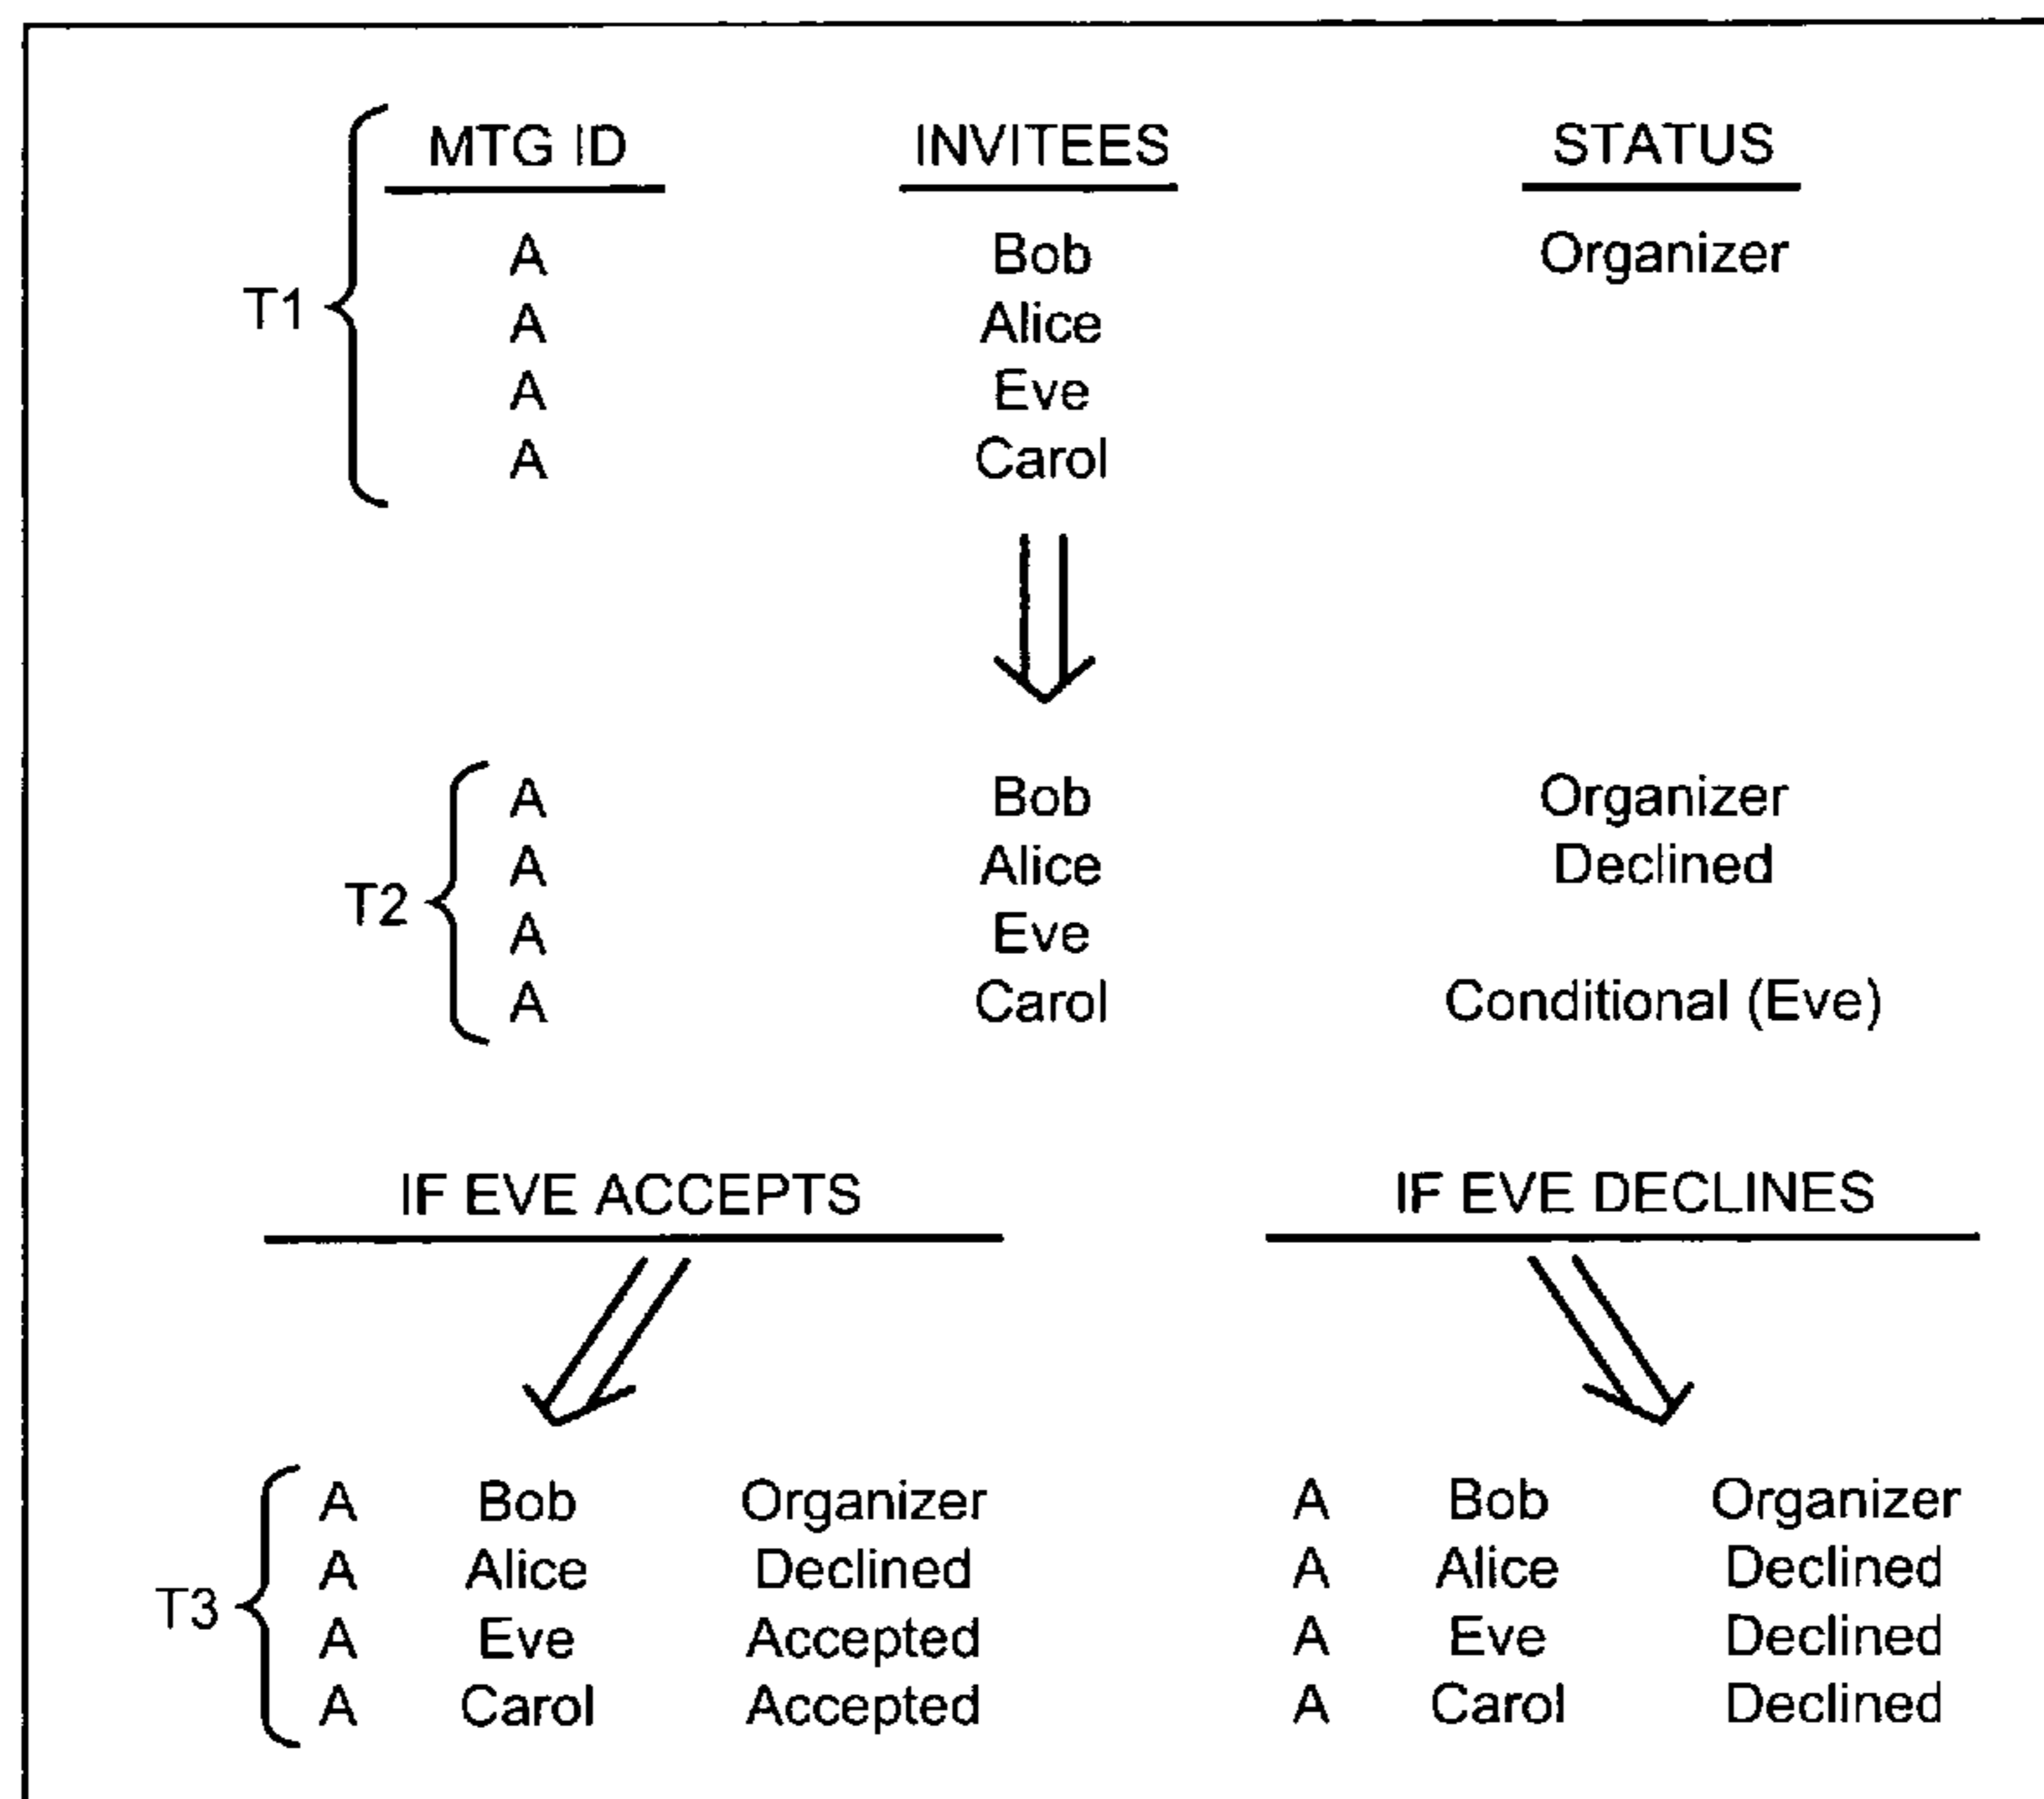 MTG ID INVITEES STATUS
A Bob Organizer
T1
A Alice
A Eve
A Carol
A Bob Organizer
A Alice Declined
T2
A Eve
A Carol Conditional (Eve)
IF EVE ACCEPTS IF EVE DECLINES
A Bob Organizer A Bob Organizer
A Alice Declined A Alice Declined
T3
A Eve Accepted A Eve Declined
A Carol Accepted A Carol Declined